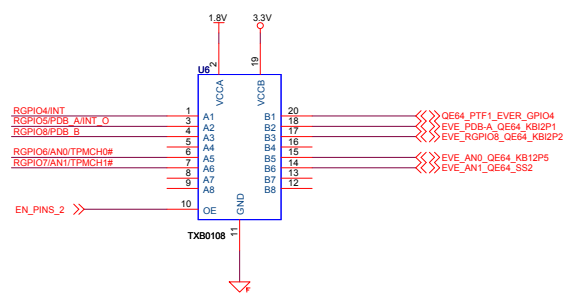 1.8V 3.3V
U6
2 19
VCCA VCCB
RGPIO4/INT 1 A1 B1 20 QE64_PTF1_EVER_GPIO4
RGPIO5/PDB_A/INT_O 3 A2 B2 18 EVE_PDB-A_QE64_KBI2P1
RGPIO8/PDB_B 4 A3 B3 17 EVE_RGPIO8_QE64_KBI2P2
5 A4 B4 16
RGPIO6/AN0/TPMCH0# 6 A5 B5 15 EVE_AN0_QE64_KB12P5
RGPIO7/AN1/TPMCH1# 7 A6 B6 14 EVE_AN1_QE64_SS2
8 A7 B7 13
9 A8 B8 12
EN_PINS_2 10 OE
GND
TXB0108 11
F